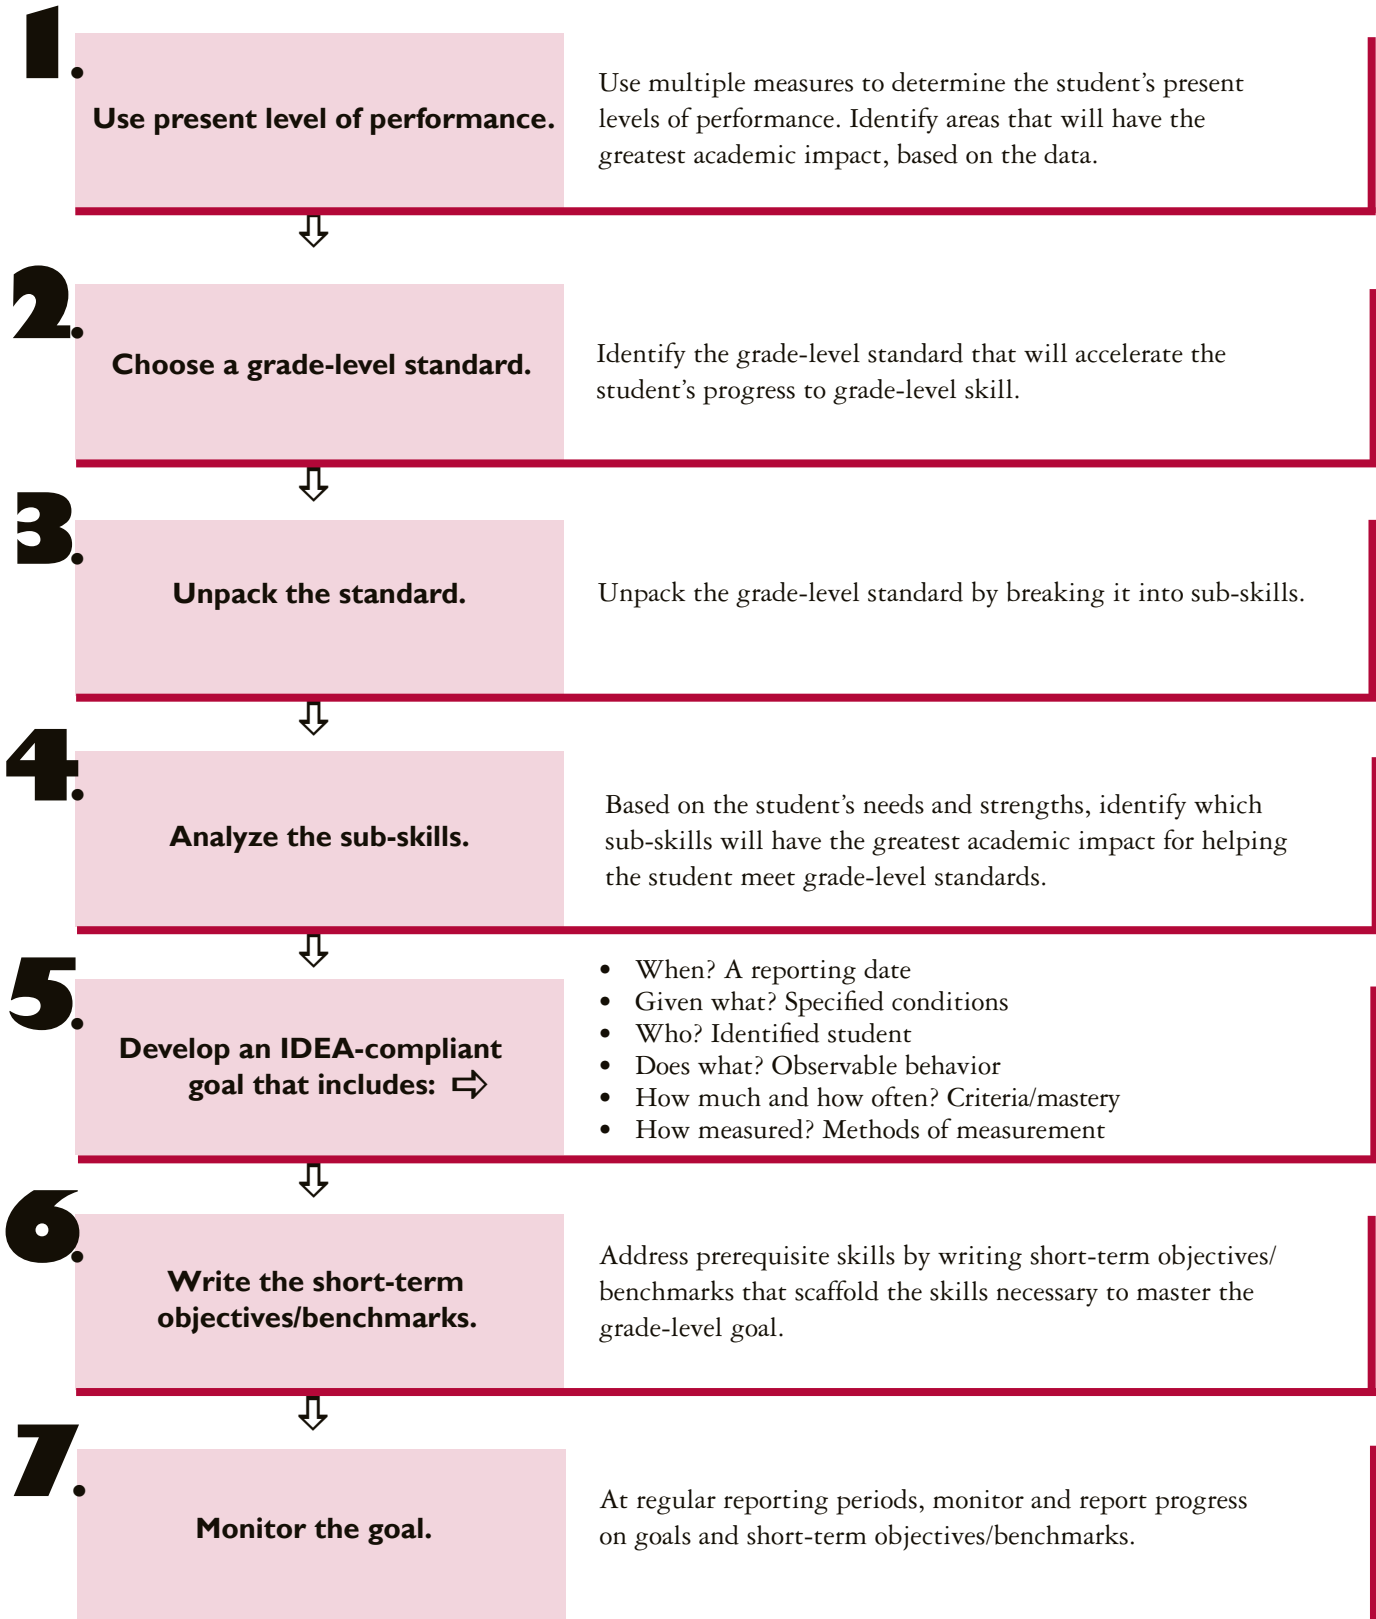 1.
Use present level of performance.
Use multiple measures to determine the student’s present
levels of performance. Identify areas that will have the
greatest academic impact, based on the data.
2.
Choose a grade-level standard.
Identify the grade-level standard that will accelerate the
student’s progress to grade-level skill.
3.
Unpack the standard.
Unpack the grade-level standard by breaking it into sub-skills.
4.
Analyze the sub-skills.
Based on the student’s needs and strengths, identify which
sub-skills will have the greatest academic impact for helping
the student meet grade-level standards.
5.
Develop an IDEA-compliant
goal that includes:
• When? A reporting date
• Given what? Specified conditions
• Who? Identified student
• Does what? Observable behavior
• How much and how often? Criteria/mastery
• How measured? Methods of measurement
6.
Write the short-term
objectives/benchmarks.
Address prerequisite skills by writing short-term objectives/
benchmarks that scaffold the skills necessary to master the
grade-level goal.
7.
Monitor the goal.
At regular reporting periods, monitor and report progress
on goals and short-term objectives/benchmarks.